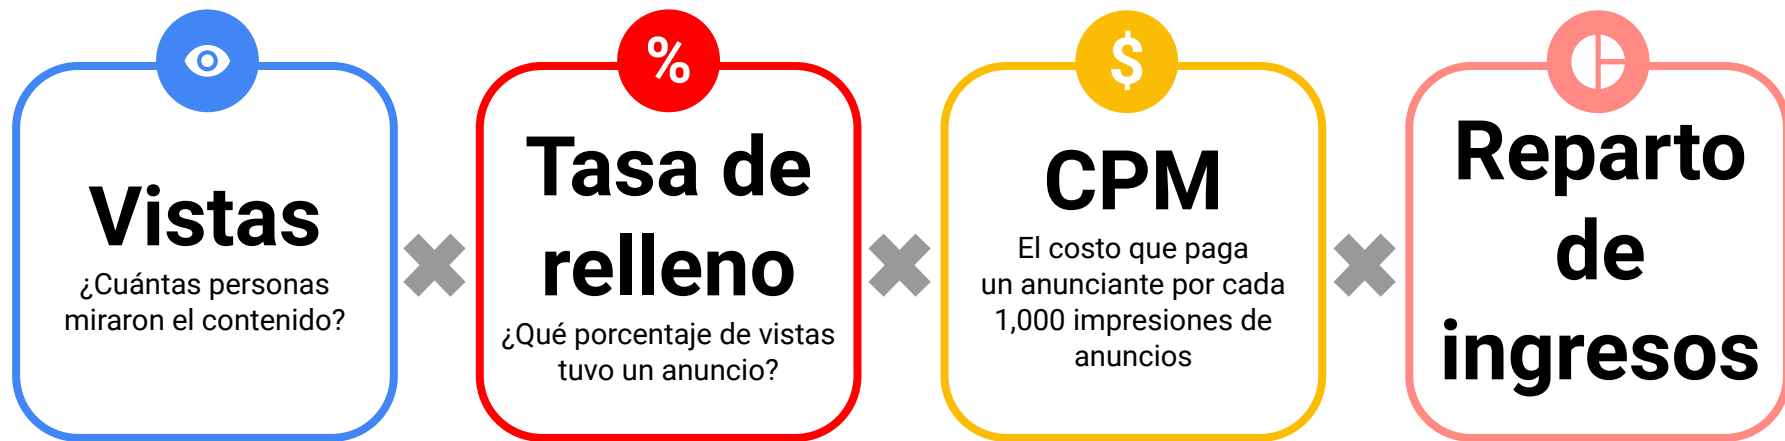 %
$
Vistas
¿Cuántas personas
miraron el contenido?
Tasa de
relleno
¿Qué porcentaje de vistas
tuvo un anuncio?
CPM
El costo que paga
un anunciante por cada
1,000 impresiones de
anuncios
Reparto
de
ingresos